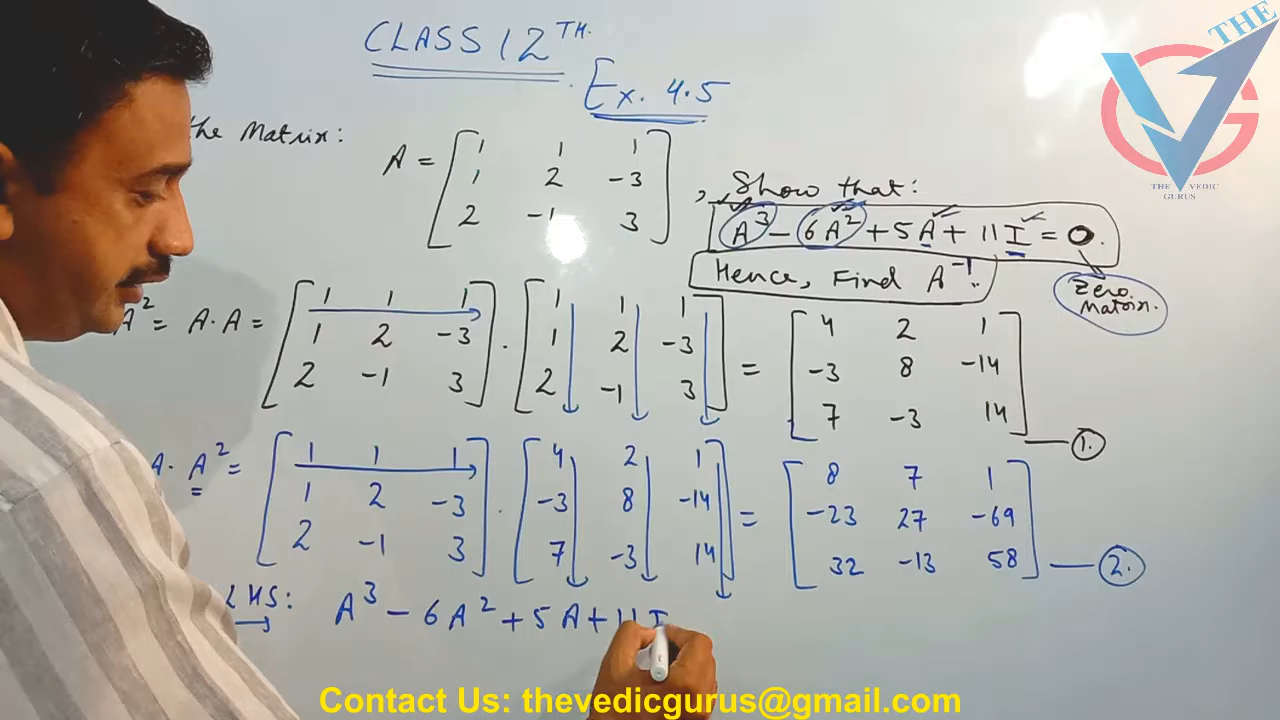 CLASS 12TH.
Ex. 4.5
the Matrix:
A = [1 1 1
1 2 -3
2 -1 3]
, Show that:
A³ - 6A² + 5A + 11 I = O.
Hence, Find A⁻¹.
Zero Matrix.
A² = A·A = [1 1 1 · [1 1 1 = [4 2 1
1 2 -3 1 2 -3 -3 8 -14
2 -1 3] 2 -1 3] 7 -3 14] — 1.
A·A² = [1 1 1 · [4 2 1 = [8 7 1
1 2 -3 -3 8 -14 -23 27 -69
2 -1 3] 7 -3 14] 32 -13 58] — 2.
LHS: A³ - 6A² + 5A + 11 I
THE
VG
THE VEDIC
GURUS
Contact Us: thevedicgurus@gmail.com